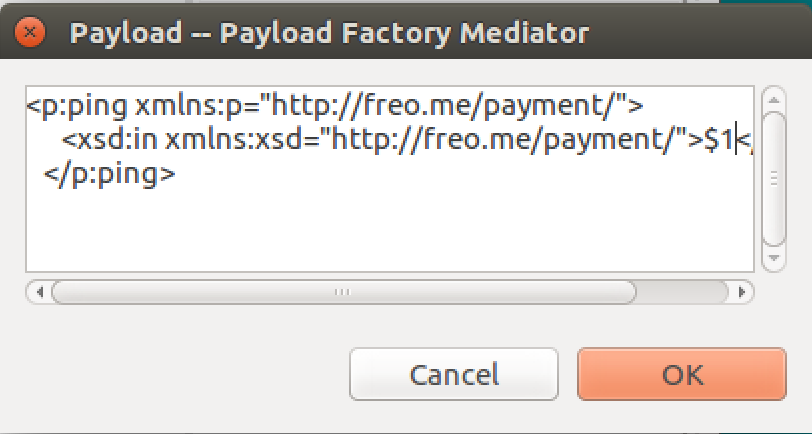 Payload -- Payload Factory Mediator
<p:ping xmlns:p="http://freo.me/payment/">
<xsd:in xmlns:xsd="http://freo.me/payment/">$1</
</p:ping>
Cancel
OK